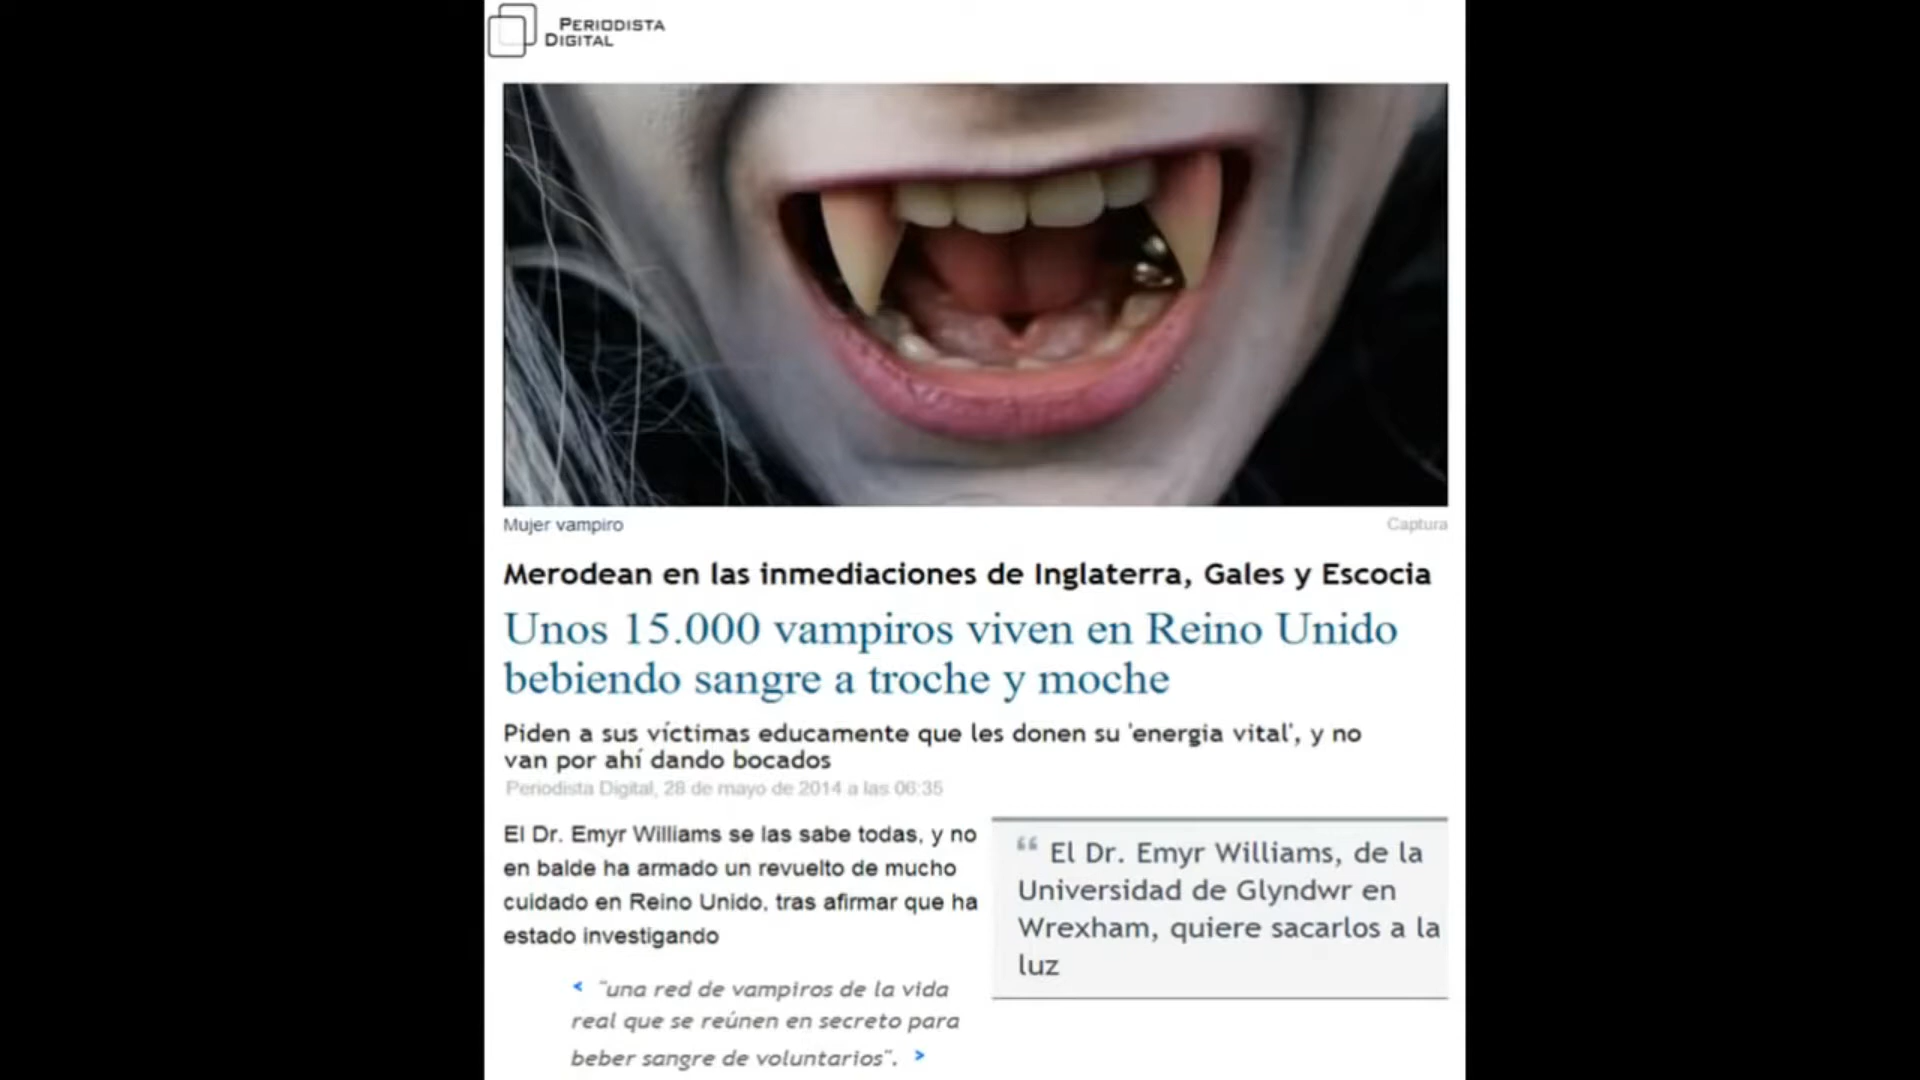 PERIODISTA
DIGITAL
Mujer vampiro
Captura
Merodean en las inmediaciones de Inglaterra, Gales y Escocia
Unos 15.000 vampiros viven en Reino Unido
bebiendo sangre a troche y moche
Piden a sus víctimas educamente que les donen su 'energia vital', y no
van por ahí dando bocados
Periodista Digital, 28 de mayo de 2014 a las 06:35
El Dr. Emyr Williams se las sabe todas, y no
en balde ha armado un revuelto de mucho
cuidado en Reino Unido, tras afirmar que ha
estado investigando
< "una red de vampiros de la vida
real que se reúnen en secreto para
beber sangre de voluntarios". >
“ El Dr. Emyr Williams, de la
Universidad de Glyndwr en
Wrexham, quiere sacarlos a la
luz